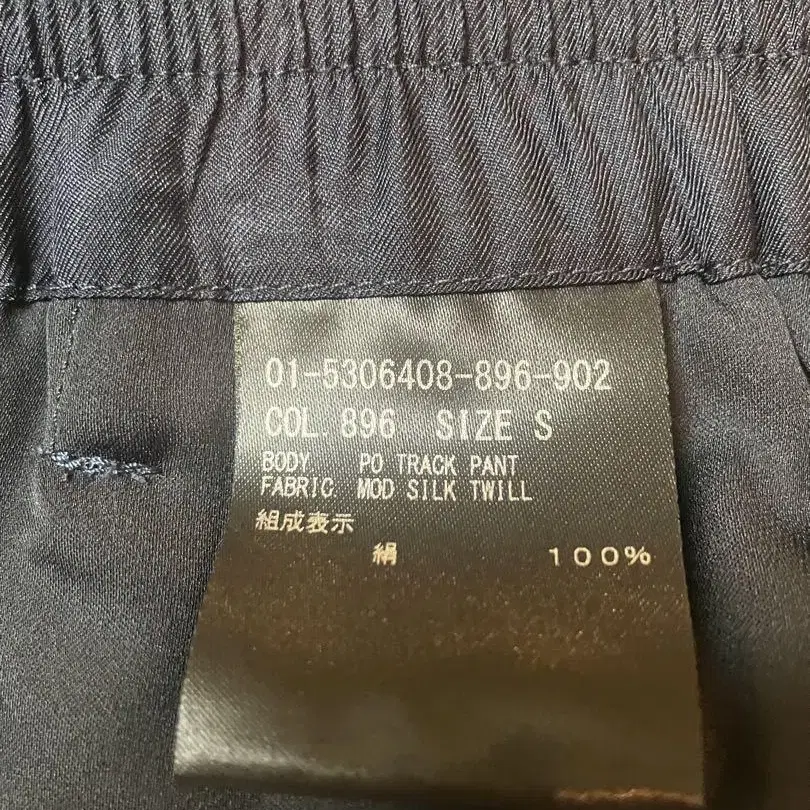 01-5306408-896-902
COL. 896 SIZE S
BODY PO TRACK PANT
FABRIC MOD SILK TWILL
組成表示
絹 100%